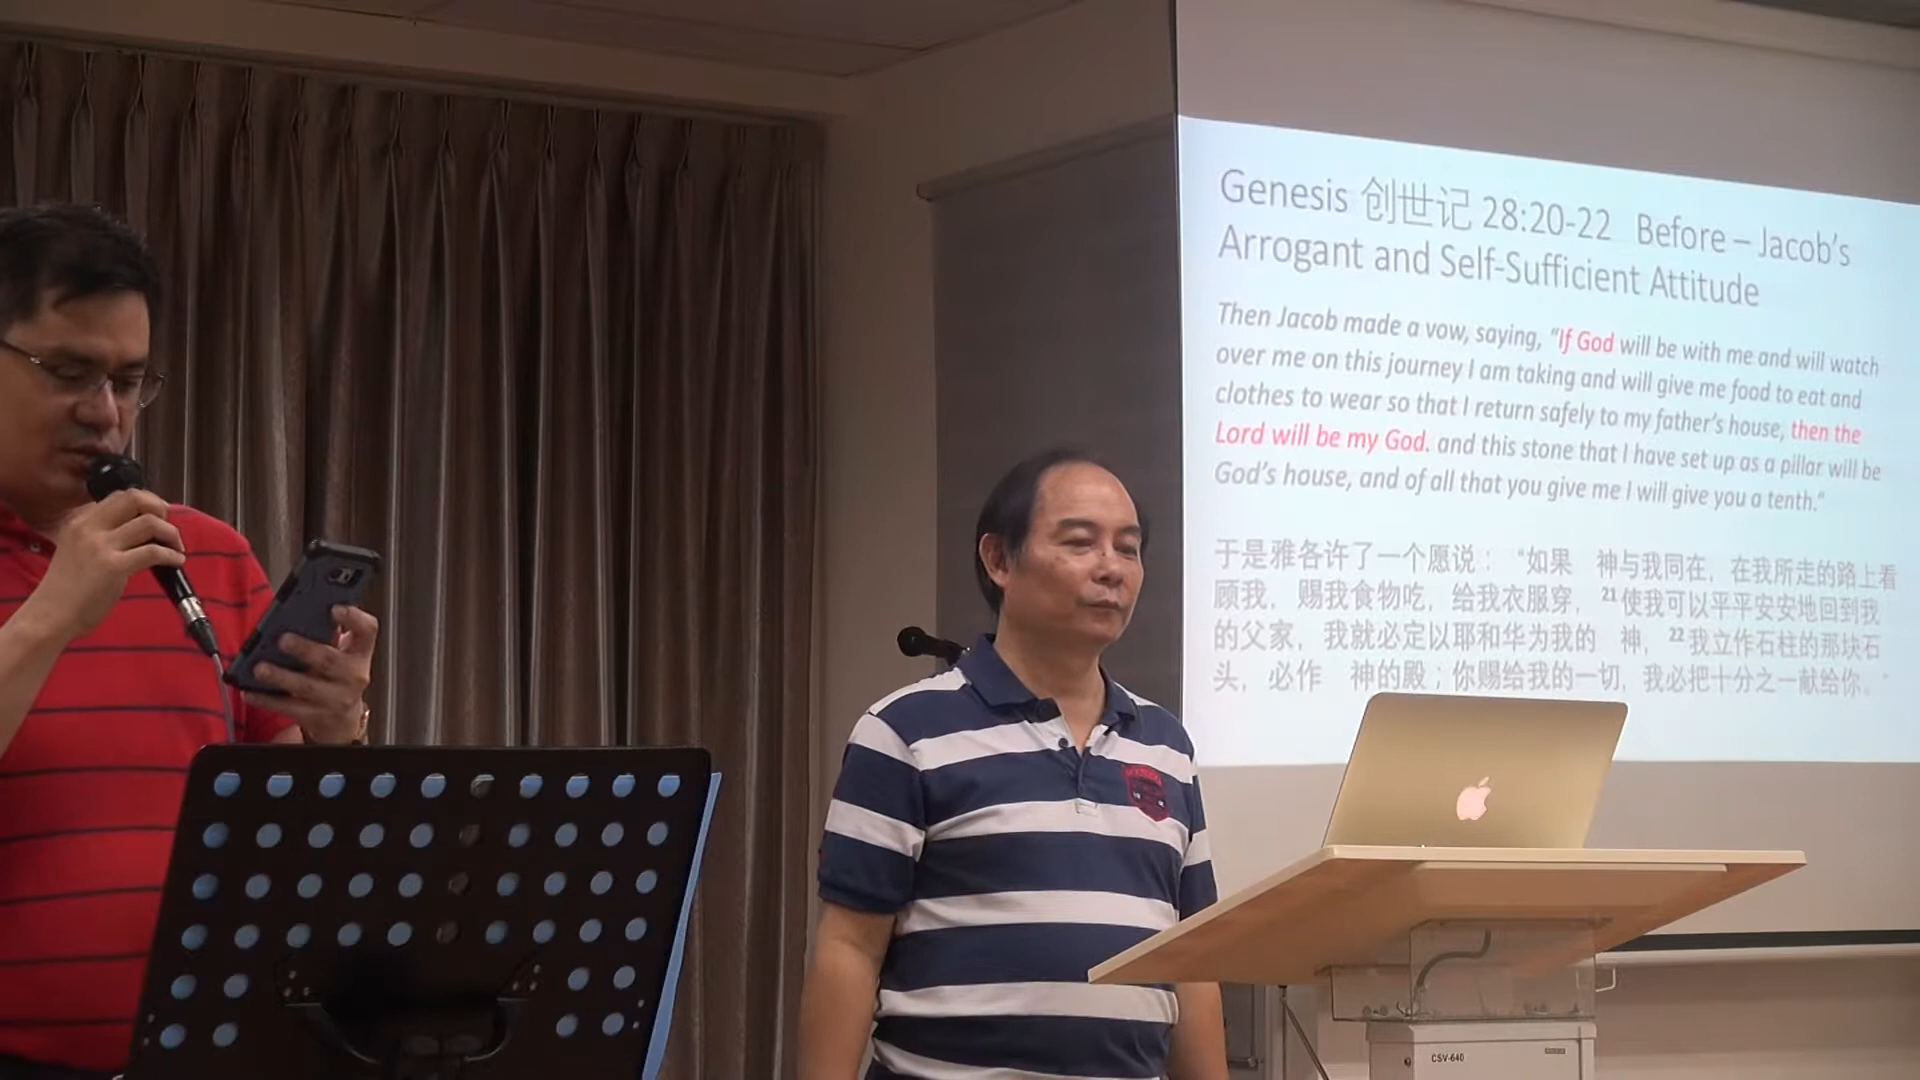 Genesis 创世记 28:20-22 Before – Jacob’s
Arrogant and Self-Sufficient Attitude
Then Jacob made a vow, saying, “If God will be with me and will watch
over me on this journey I am taking and will give me food to eat and
clothes to wear so that I return safely to my father’s house, then the
Lord will be my God. and this stone that I have set up as a pillar will be
God’s house, and of all that you give me I will give you a tenth.”
于是雅各许了一个愿说：“如果 神与我同在，在我所走的路上看
顾我，赐我食物吃，给我衣服穿，21使我可以平平安安地回到我
的父家，我就必定以耶和华为我的 神，22我立作石柱的那块石
头，必作 神的殿；你赐给我的一切，我必把十分之一献给你。”
CSV-640